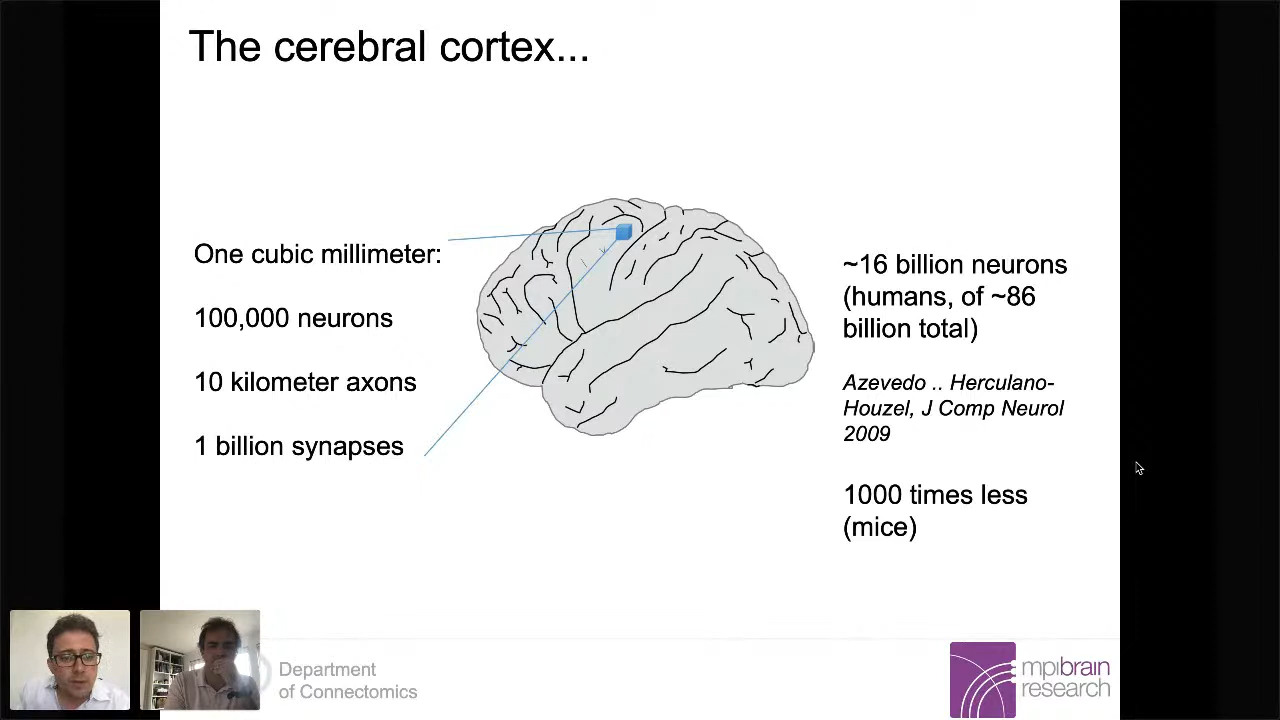 The cerebral cortex...
One cubic millimeter:
100,000 neurons
10 kilometer axons
1 billion synapses
~16 billion neurons
(humans, of ~86
billion total)
Azevedo .. Herculano-
Houzel, J Comp Neurol
2009
1000 times less
(mice)
Department
of Connectomics
mpibrain
research